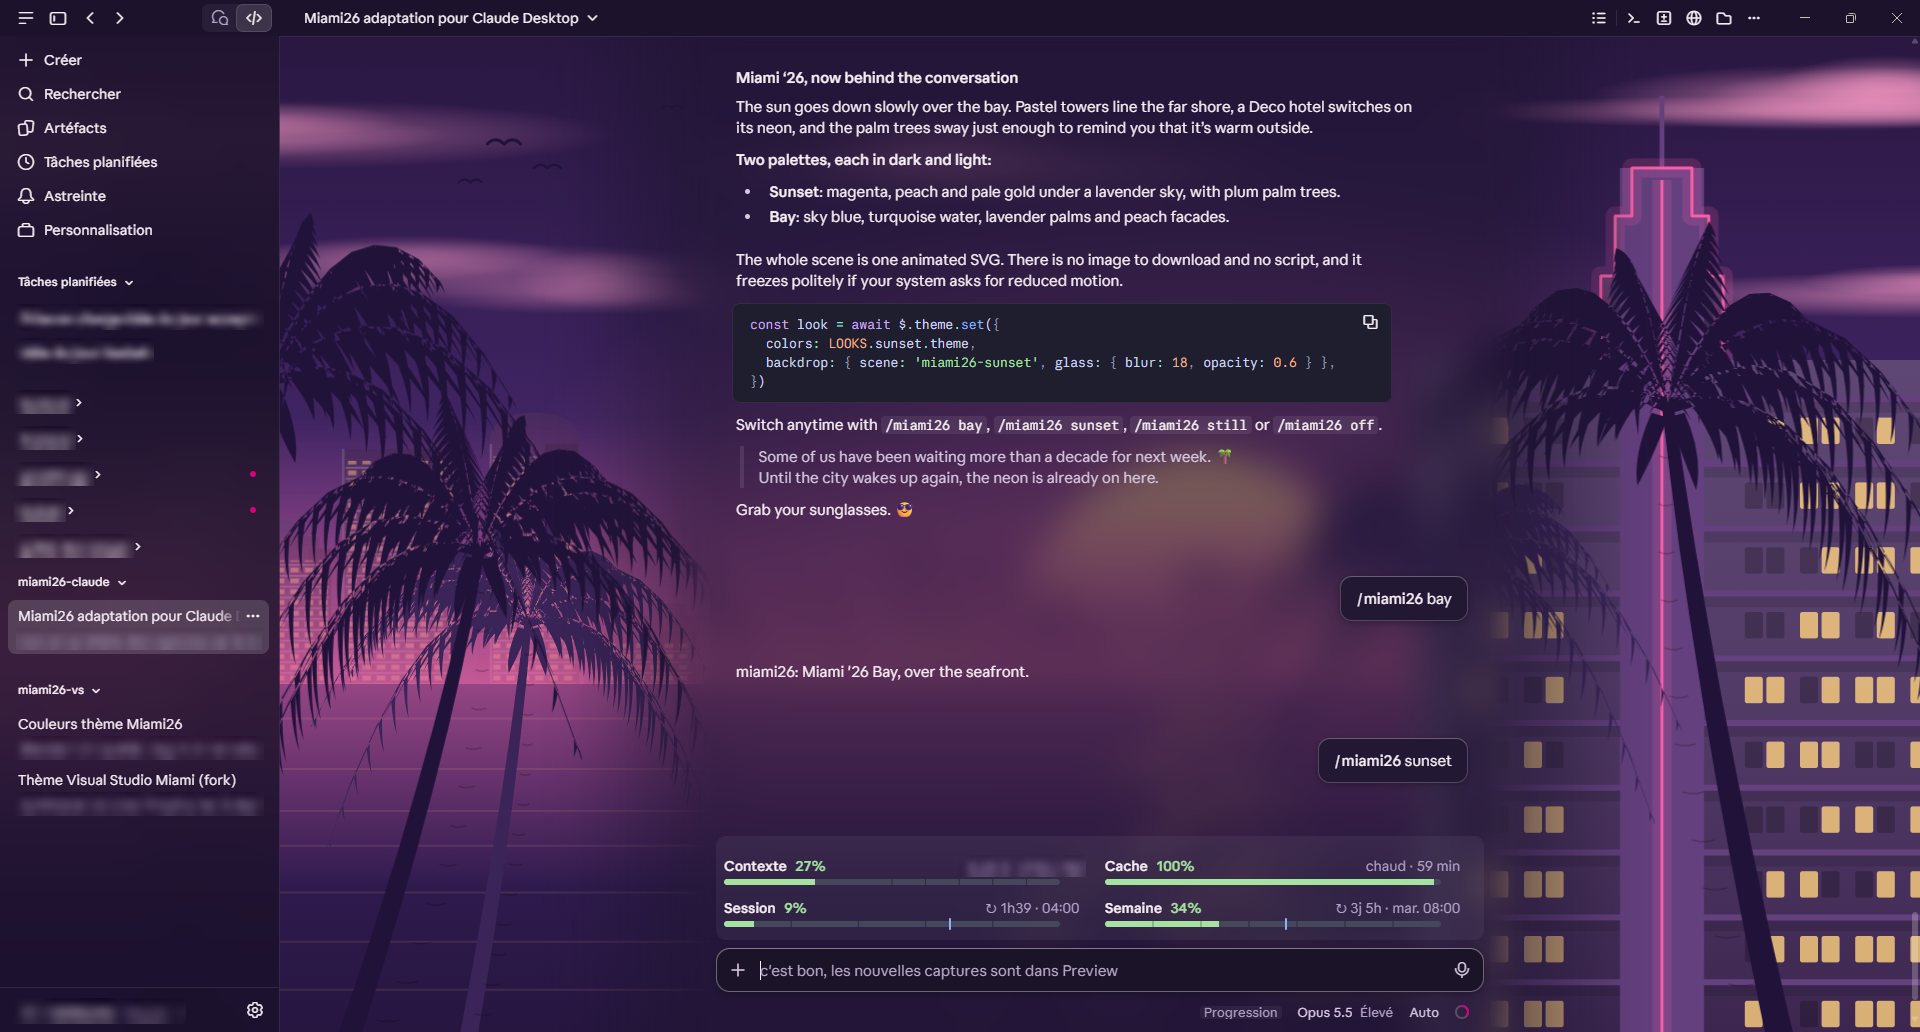 Miami26 adaptation pour Claude Desktop
Créer
Rechercher
Artéfacts
Tâches planifiées
Astreinte
Personnalisation
Tâches planifiées
miami26-claude
Miami26 adaptation pour Claude
miami26-vs
Couleurs thème Miami26
Thème Visual Studio Miami (fork)
Miami ‘26, now behind the conversation
The sun goes down slowly over the bay. Pastel towers line the far shore, a Deco hotel switches on
its neon, and the palm trees sway just enough to remind you that it’s warm outside.
Two palettes, each in dark and light:
• Sunset: magenta, peach and pale gold under a lavender sky, with plum palm trees.
• Bay: sky blue, turquoise water, lavender palms and peach facades.
The whole scene is one animated SVG. There is no image to download and no script, and it
freezes politely if your system asks for reduced motion.
const look = await $.theme.set({
colors: LOOKS.sunset.theme,
backdrop: { scene: 'miami26-sunset', glass: { blur: 18, opacity: 0.6 } },
})
Switch anytime with /miami26 bay, /miami26 sunset, /miami26 still or /miami26 off.
Some of us have been waiting more than a decade for next week. 🌴
Until the city wakes up again, the neon is already on here.
Grab your sunglasses. 😎
/miami26 bay
miami26: Miami '26 Bay, over the seafront.
/miami26 sunset
Contexte 27%
Cache 100% chaud · 59 min
Session 9% ↻ 1h39 · 04:00
Semaine 34% ↻ 3j 5h · mar. 08:00
c'est bon, les nouvelles captures sont dans Preview
Progression Opus 5.5 Élevé Auto